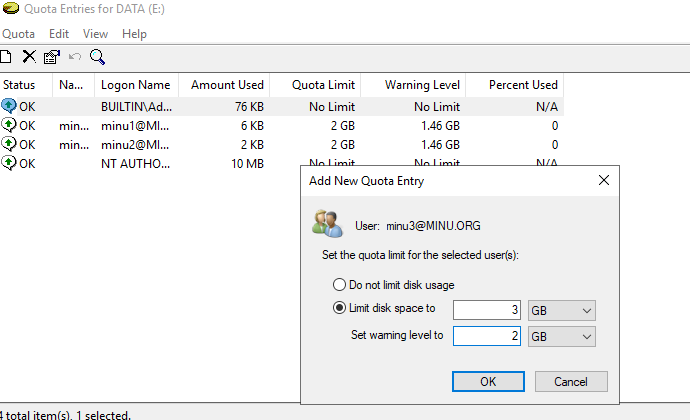 Quota Entries for DATA (E:)
Quota Edit View Help
Status Na... Logon Name Amount Used Quota Limit Warning Level Percent Used
OK BUILTIN\Ad... 76 KB No Limit No Limit N/A
OK min... minu1@MI... 6 KB 2 GB 1.46 GB 0
OK min... minu2@MI... 2 KB 2 GB 1.46 GB 0
OK NT AUTHO... 10 MB No Limit No Limit N/A
Add New Quota Entry
User: minu3@MINU.ORG
Set the quota limit for the selected user(s):
Do not limit disk usage
Limit disk space to 3 GB
Set warning level to 2 GB
OK Cancel
4 total item(s), 1 selected.